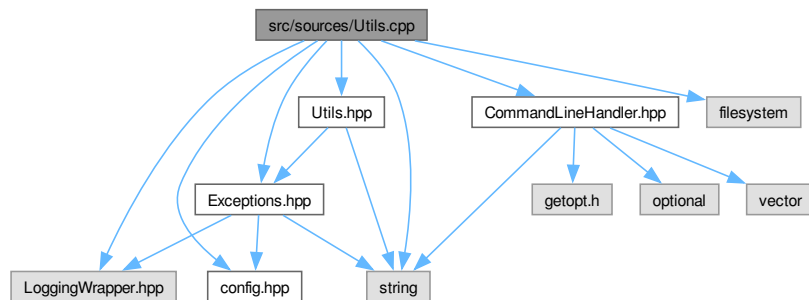 src/sources/Utils.cpp
Utils.hpp
CommandLineHandler.hpp
filesystem
Exceptions.hpp
getopt.h
optional
vector
LoggingWrapper.hpp
config.hpp
string